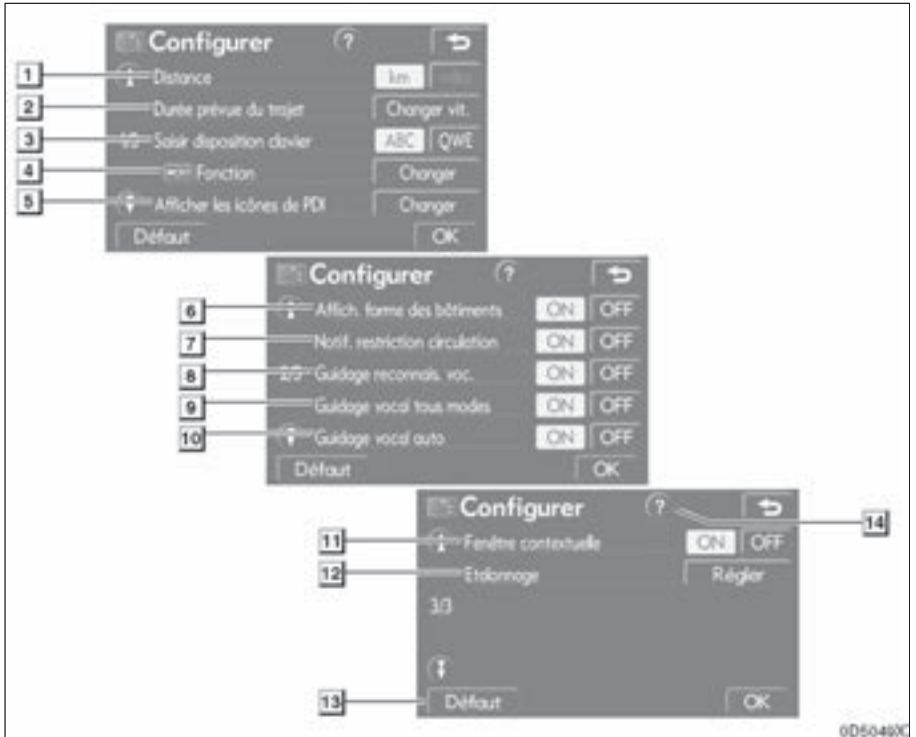 Configurer ?
1 Distance km
2 Durée prévue du trajet Changer vit.
3 1/3 Saisir disposition clavier ABC QWE
4 Fonction Changer
5 Afficher les icônes de PDI Changer
Défaut OK
Configurer ?
6 Affich. forme des bâtiments ON OFF
7 Notif. restriction circulation ON OFF
8 2/3 Guidage reconnais. voc. ON OFF
9 Guidage vocal tous modes ON OFF
10 Guidage vocal auto ON OFF
Défaut OK
Configurer ? 14
11 Fenêtre contextuelle ON OFF
12 Etalonnage Régler
3/3
13 Défaut OK